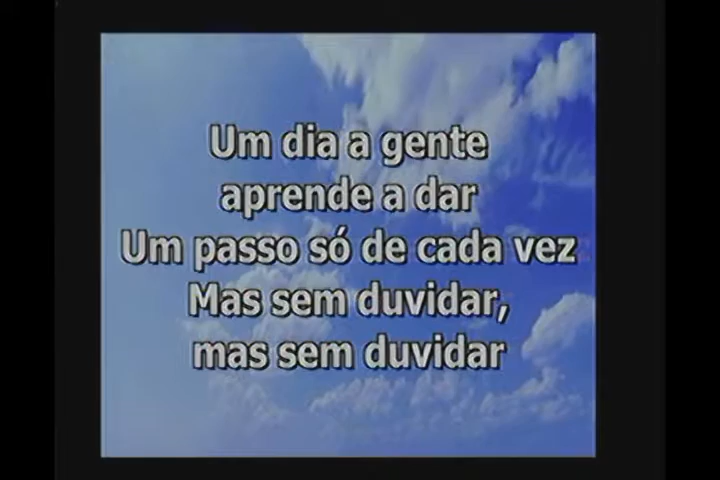 Um dia a gente
aprende a dar
Um passo só de cada vez
Mas sem duvidar,
mas sem duvidar